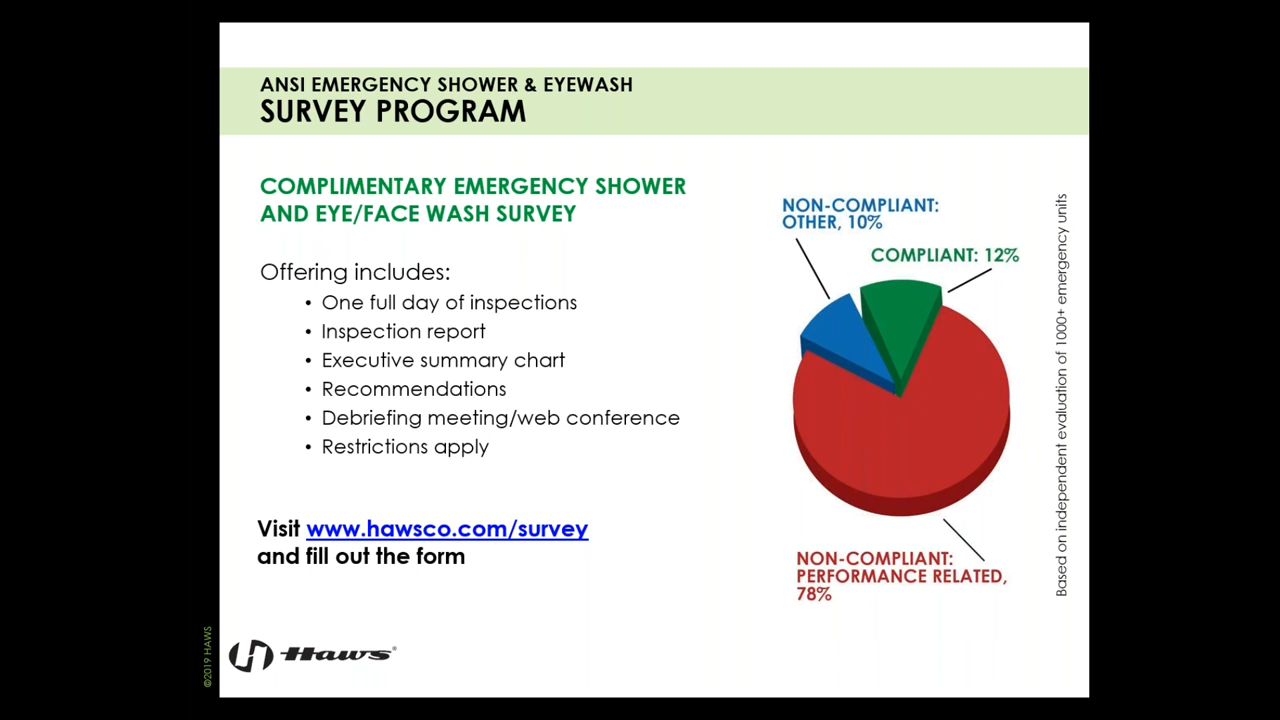 ANSI EMERGENCY SHOWER & EYEWASH
SURVEY PROGRAM
COMPLIMENTARY EMERGENCY SHOWER
AND EYE/FACE WASH SURVEY
Offering includes:
• One full day of inspections
• Inspection report
• Executive summary chart
• Recommendations
• Debriefing meeting/web conference
• Restrictions apply
Visit www.hawsco.com/survey
and fill out the form
NON-COMPLIANT:
OTHER, 10%
COMPLIANT: 12%
NON-COMPLIANT:
PERFORMANCE RELATED,
78%
Based on independent evaluation of 1000+ emergency units
©2019 HAWS
Haws®